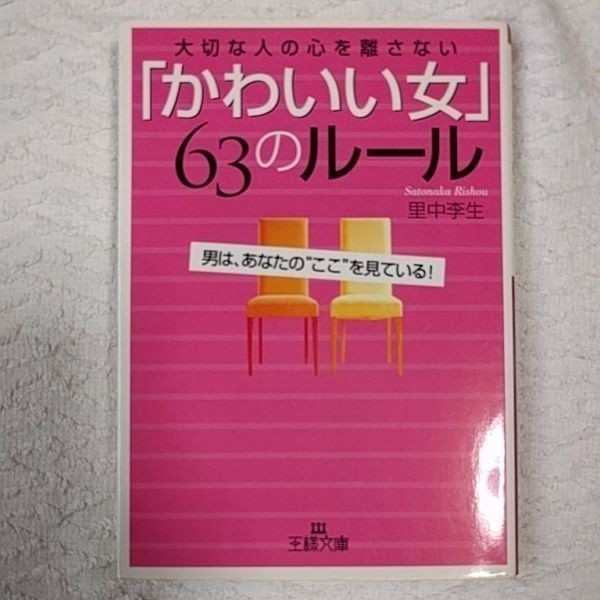 大切な人の心を離さない
「かわいい女」
63のルール
Satonaka Rishou
里中李生
男は、あなたの"ここ"を見ている!
王様文庫